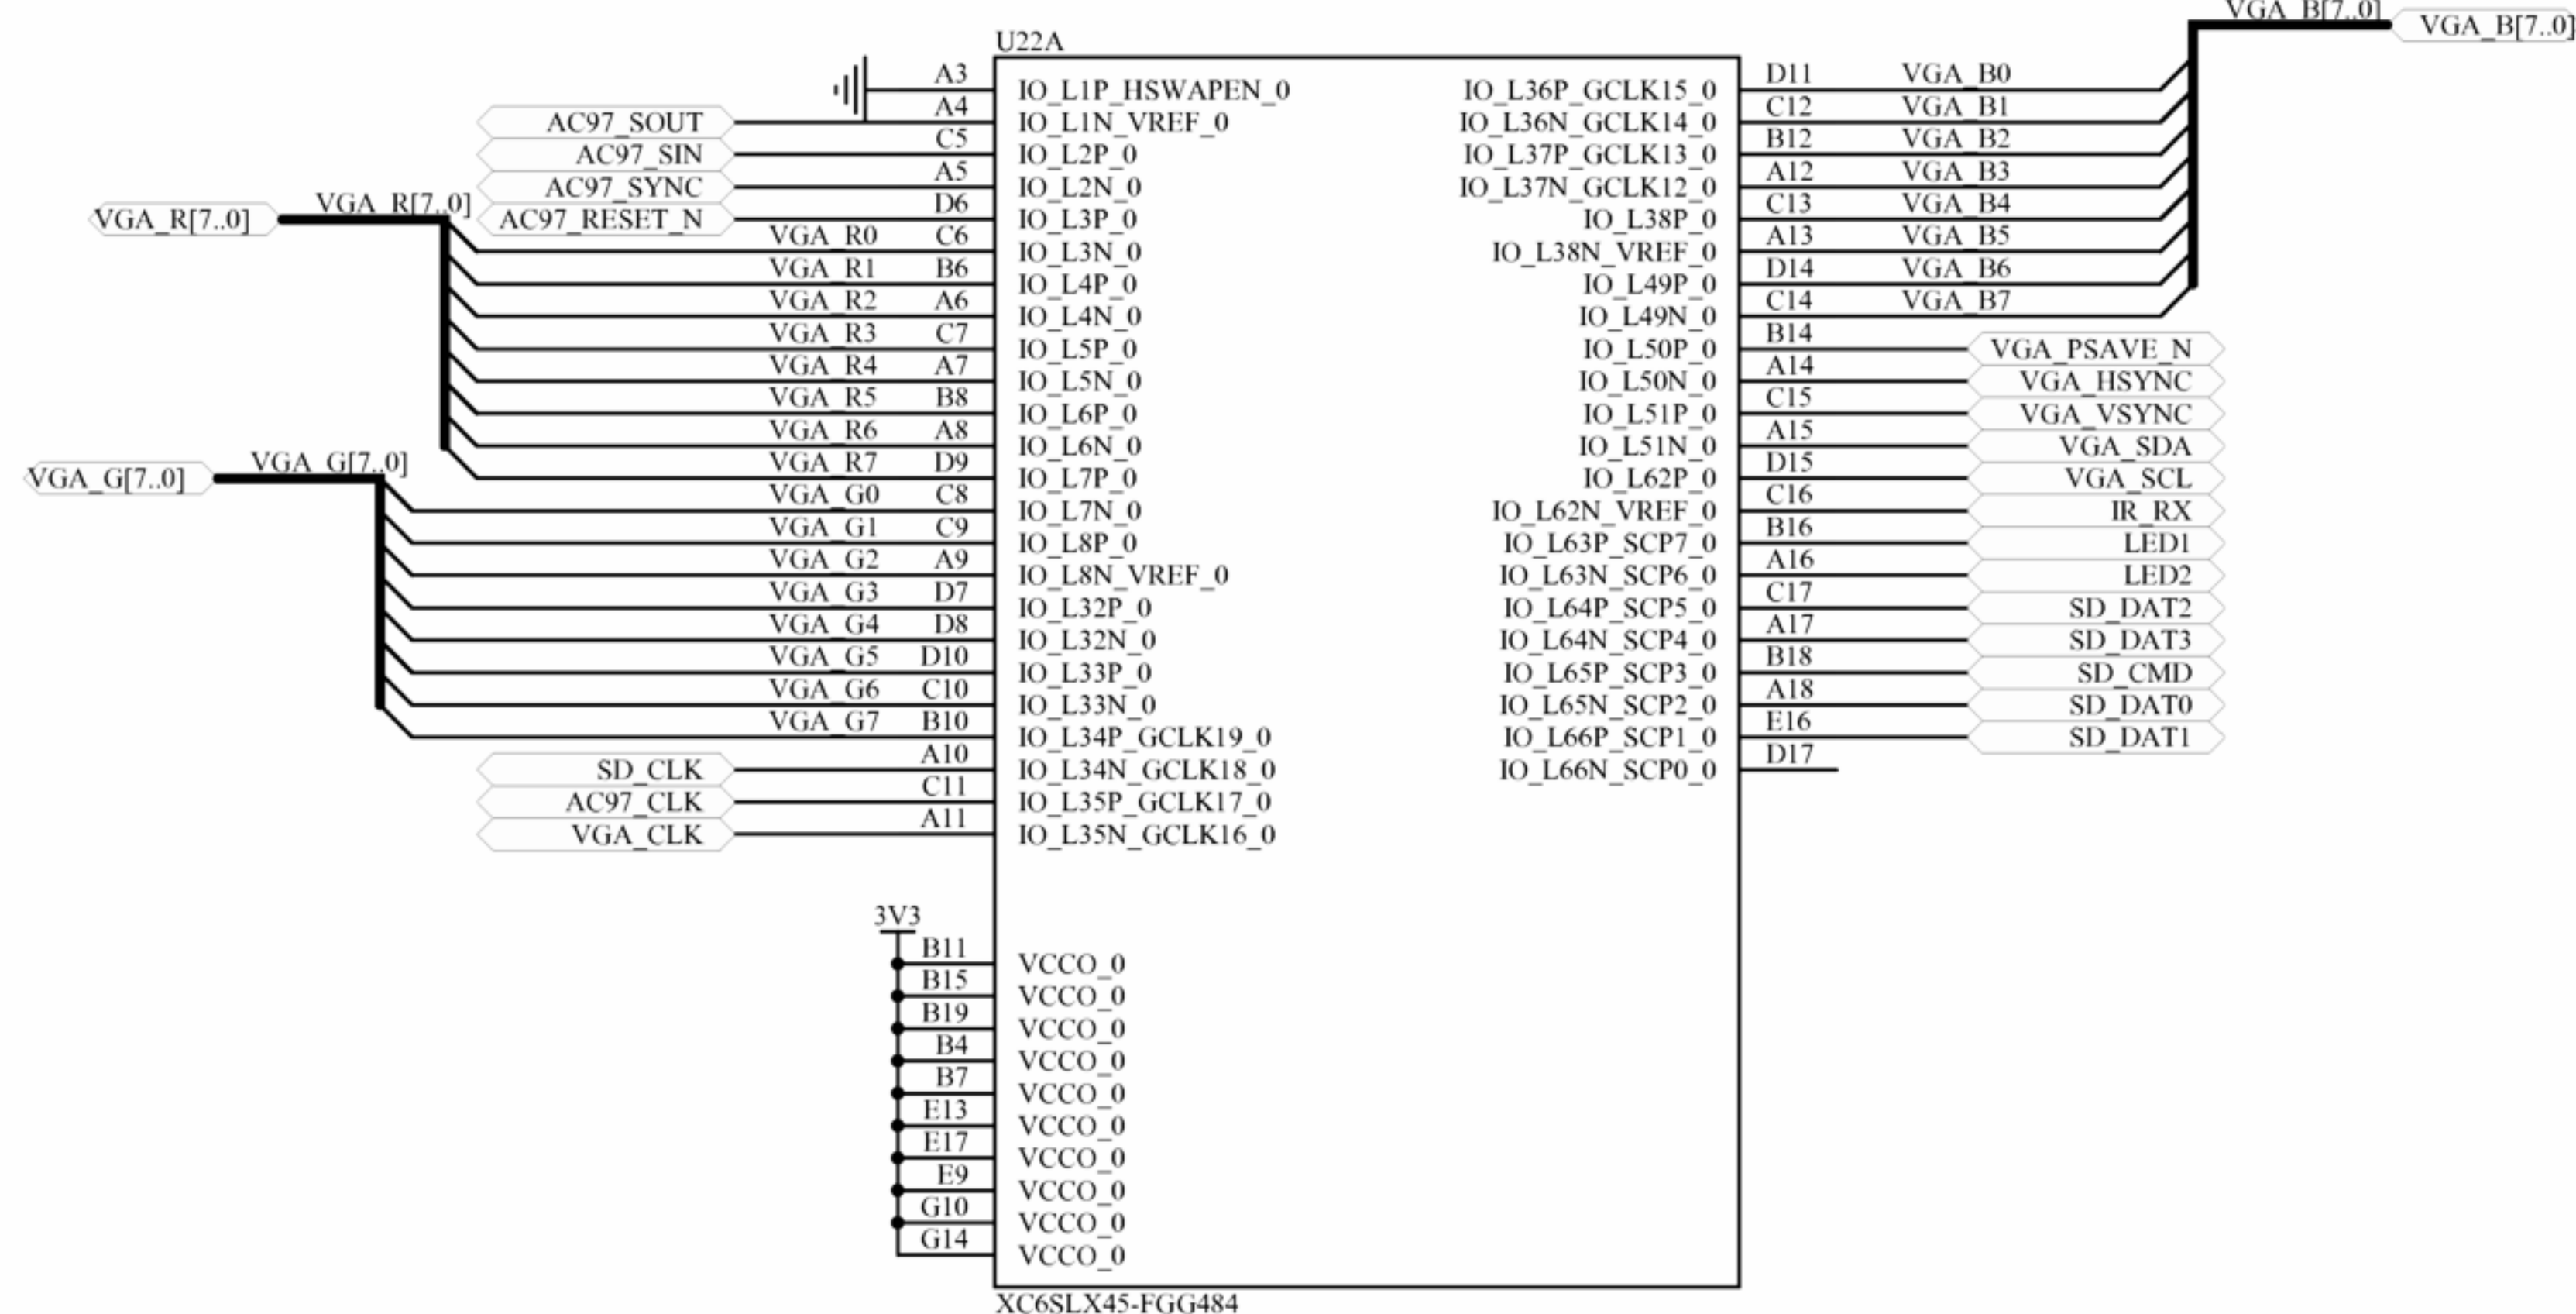 VGA_B[7..0] VGA_B[7..0]
U22A
A3 IO_L1P_HSWAPEN_0 IO_L36P_GCLK15_0 D11 VGA_B0
AC97_SOUT A4 IO_L1N_VREF_0 IO_L36N_GCLK14_0 C12 VGA_B1
AC97_SIN C5 IO_L2P_0 IO_L37P_GCLK13_0 B12 VGA_B2
AC97_SYNC A5 IO_L2N_0 IO_L37N_GCLK12_0 A12 VGA_B3
VGA_R[7..0] VGA_R[7..0] AC97_RESET_N D6 IO_L3P_0 IO_L38P_0 C13 VGA_B4
VGA_R0 C6 IO_L3N_0 IO_L38N_VREF_0 A13 VGA_B5
VGA_R1 B6 IO_L4P_0 IO_L49P_0 D14 VGA_B6
VGA_R2 A6 IO_L4N_0 IO_L49N_0 C14 VGA_B7
VGA_R3 C7 IO_L5P_0 IO_L50P_0 B14 VGA_PSAVE_N
VGA_R4 A7 IO_L5N_0 IO_L50N_0 A14 VGA_HSYNC
VGA_R5 B8 IO_L6P_0 IO_L51P_0 C15 VGA_VSYNC
VGA_R6 A8 IO_L6N_0 IO_L51N_0 A15 VGA_SDA
VGA_G[7..0] VGA_G[7..0] VGA_R7 D9 IO_L7P_0 IO_L62P_0 D15 VGA_SCL
VGA_G0 C8 IO_L7N_0 IO_L62N_VREF_0 C16 IR_RX
VGA_G1 C9 IO_L8P_0 IO_L63P_SCP7_0 B16 LED1
VGA_G2 A9 IO_L8N_VREF_0 IO_L63N_SCP6_0 A16 LED2
VGA_G3 D7 IO_L32P_0 IO_L64P_SCP5_0 C17 SD_DAT2
VGA_G4 D8 IO_L32N_0 IO_L64N_SCP4_0 A17 SD_DAT3
VGA_G5 D10 IO_L33P_0 IO_L65P_SCP3_0 B18 SD_CMD
VGA_G6 C10 IO_L33N_0 IO_L65N_SCP2_0 A18 SD_DAT0
VGA_G7 B10 IO_L34P_GCLK19_0 IO_L66P_SCP1_0 E16 SD_DAT1
SD_CLK A10 IO_L34N_GCLK18_0 IO_L66N_SCP0_0 D17
AC97_CLK C11 IO_L35P_GCLK17_0
VGA_CLK A11 IO_L35N_GCLK16_0
3V3
B11 VCCO_0
B15 VCCO_0
B19 VCCO_0
B4 VCCO_0
B7 VCCO_0
E13 VCCO_0
E17 VCCO_0
E9 VCCO_0
G10 VCCO_0
G14 VCCO_0
XC6SLX45-FGG484